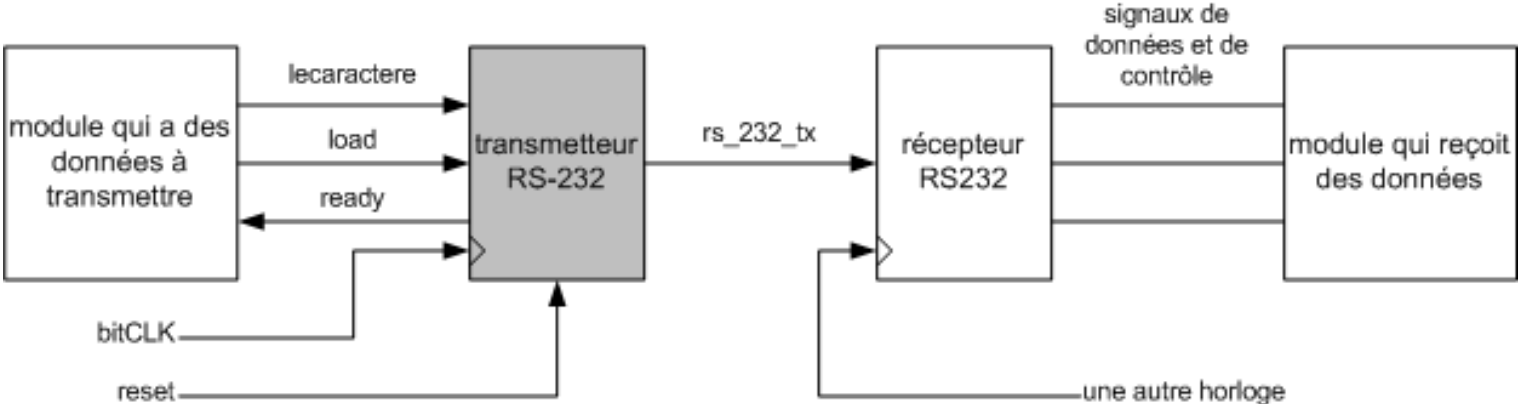 module qui a des
données à
transmettre
lecaractere
load
ready
bitCLK
reset
transmetteur
RS-232
rs_232_tx
récepteur
RS232
signaux de
données et de
contrôle
module qui reçoit
des données
une autre horloge